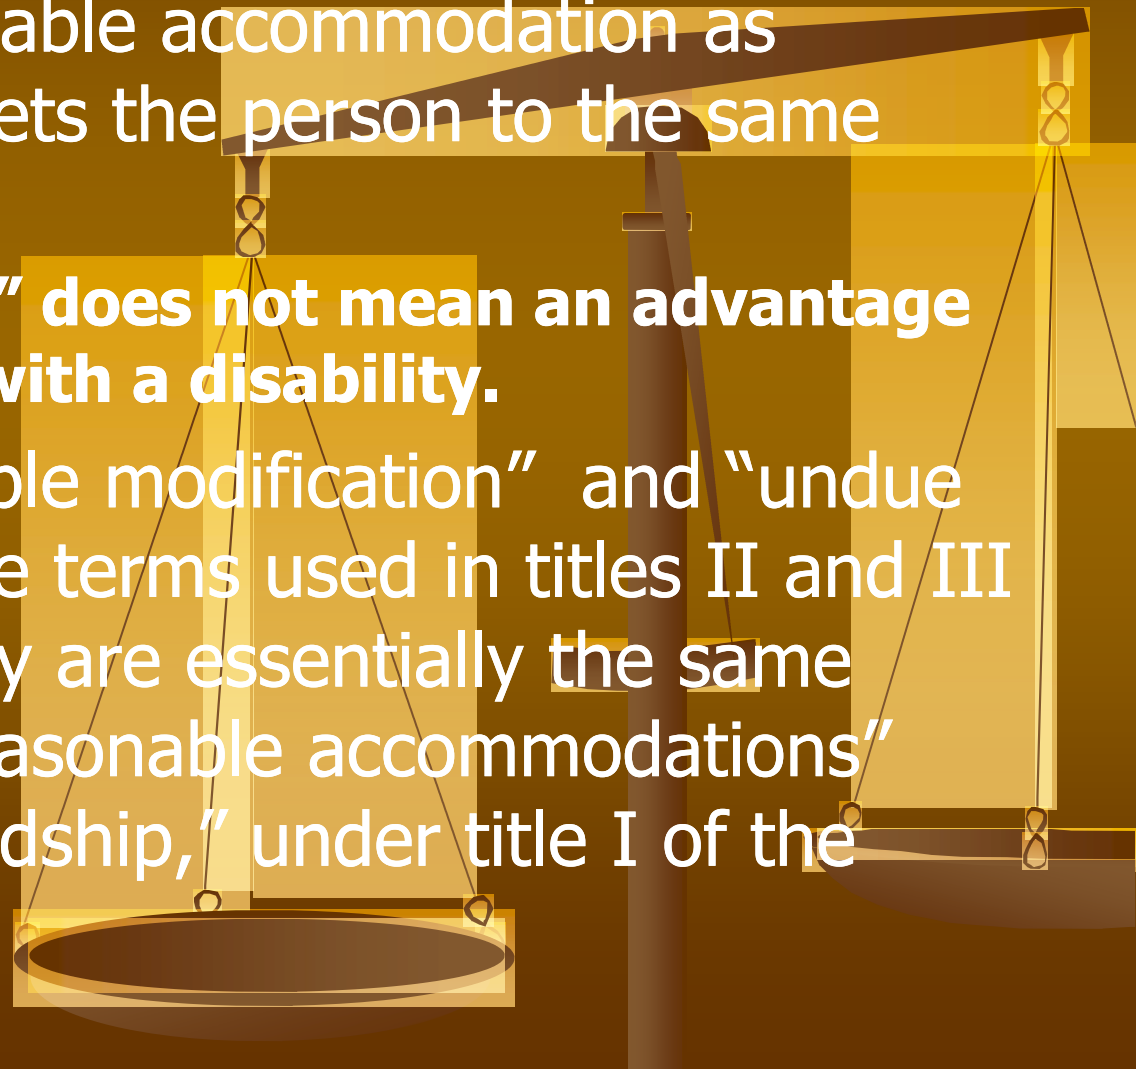 able accommodation as
ets the person to the same
” does not mean an advantage
with a disability.
ble modification”  and “undue
e terms used in titles II and III
y are essentially the same
asonable accommodations”
dship,” under title I of the